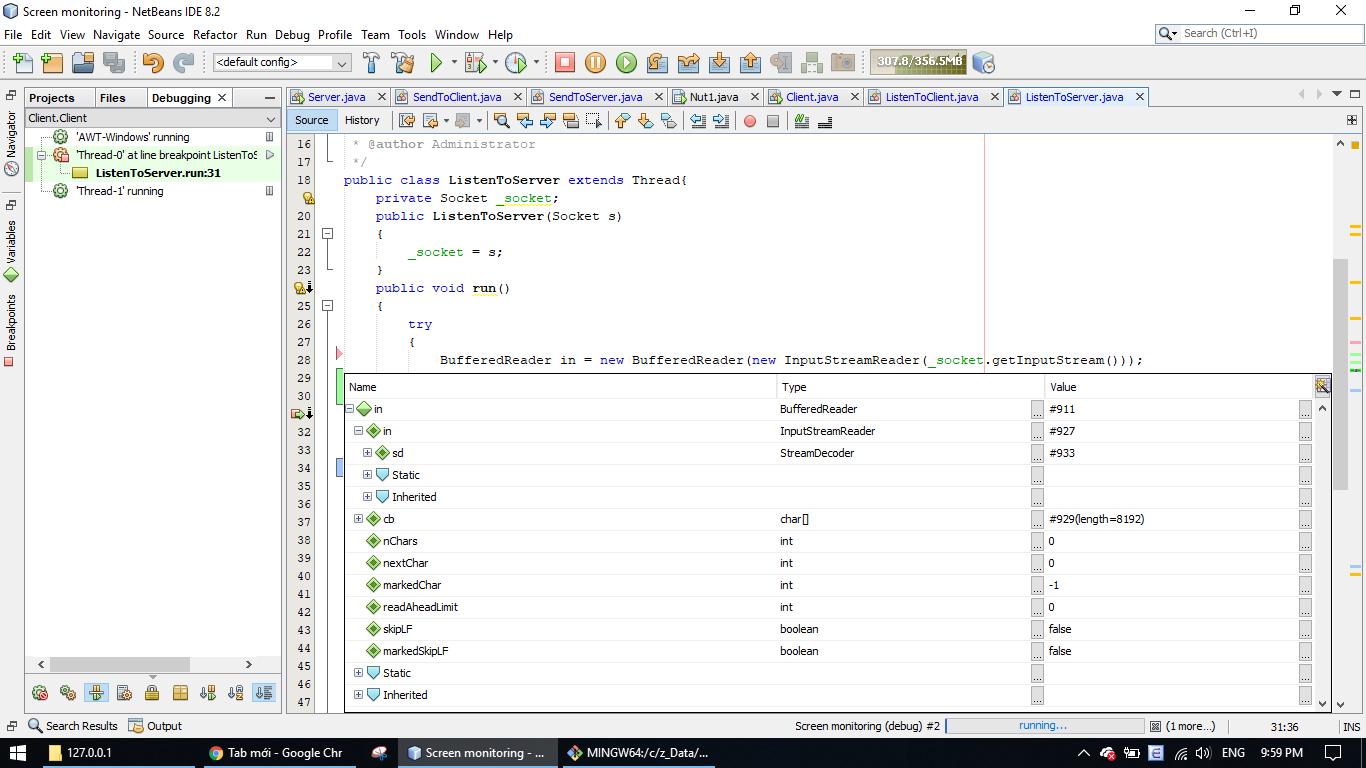 Screen monitoring - NetBeans IDE 8.2
File Edit View Navigate Source Refactor Run Debug Profile Team Tools Window Help
Search (Ctrl+I)
<default config>
307.8/356.5MB
Projects Files Debugging
Server.java SendToClient.java SendToServer.java Nut1.java Client.java ListenToClient.java ListenToServer.java
Navigator
Variables
Breakpoints
Client.Client
'AWT-Windows' running
'Thread-0' at line breakpoint ListenToS
ListenToServer.run:31
'Thread-1' running
Source History
16 * @author Administrator
17 */
18 public class ListenToServer extends Thread{
private Socket _socket;
20 public ListenToServer(Socket s)
21 {
22 _socket = s;
23 }
public void run()
25 {
26 try
27 {
28 BufferedReader in = new BufferedReader(new InputStreamReader(_socket.getInputStream()));
29
30
32
33
34
35
36
37
38
39
40
41
42
43
44
45
46
47
Name Type Value
in BufferedReader ... #911 ...
in InputStreamReader ... #927 ...
sd StreamDecoder ... #933 ...
Static ... ...
Inherited ... ...
cb char[] ... #929(length=8192) ...
nChars int ... 0 ...
nextChar int ... 0 ...
markedChar int ... -1 ...
readAheadLimit int ... 0 ...
skipLF boolean ... false ...
markedSkipLF boolean ... false ...
Static ... ...
Inherited ... ...
Search Results Output
Screen monitoring (debug) #2 running... (1 more...) 31:36 INS
127.0.0.1
Tab mới - Google Chr
Screen monitoring - ...
MINGW64:/c/z_Data/...
ENG 9:59 PM